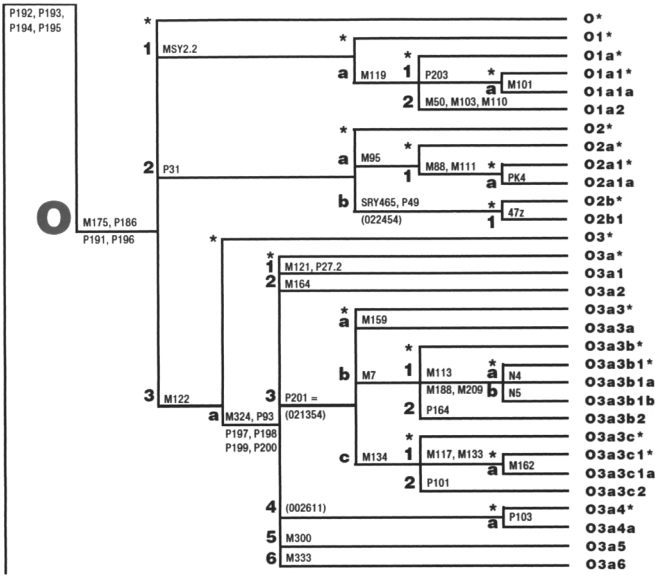 P192, P193,
P194, P195
* O*
1 MSY2.2
* O1*
a M119
* O1a*
1 P203
* O1a1*
a M101 O1a1a
2 M50, M103, M110 O1a2
2 P31
* O2*
a M95
* O2a*
1 M88, M111
* O2a1*
a PK4 O2a1a
b SRY465, P49
(022454)
* O2b*
1 47z O2b1
O M175, P186
P191, P196
3 M122
* O3*
a M324, P93
P197, P198
P199, P200
* O3a*
1 M121, P27.2 O3a1
2 M164 O3a2
3 P201 =
(021354)
* O3a3*
a M159 O3a3a
b M7
* O3a3b*
1 M113
M188, M209
* O3a3b1*
a N4 O3a3b1a
b N5 O3a3b1b
2 P164 O3a3b2
c M134
* O3a3c*
1 M117, M133
* O3a3c1*
a M162 O3a3c1a
2 P101 O3a3c2
4 (002611)
* O3a4*
a P103 O3a4a
5 M300 O3a5
6 M333 O3a6